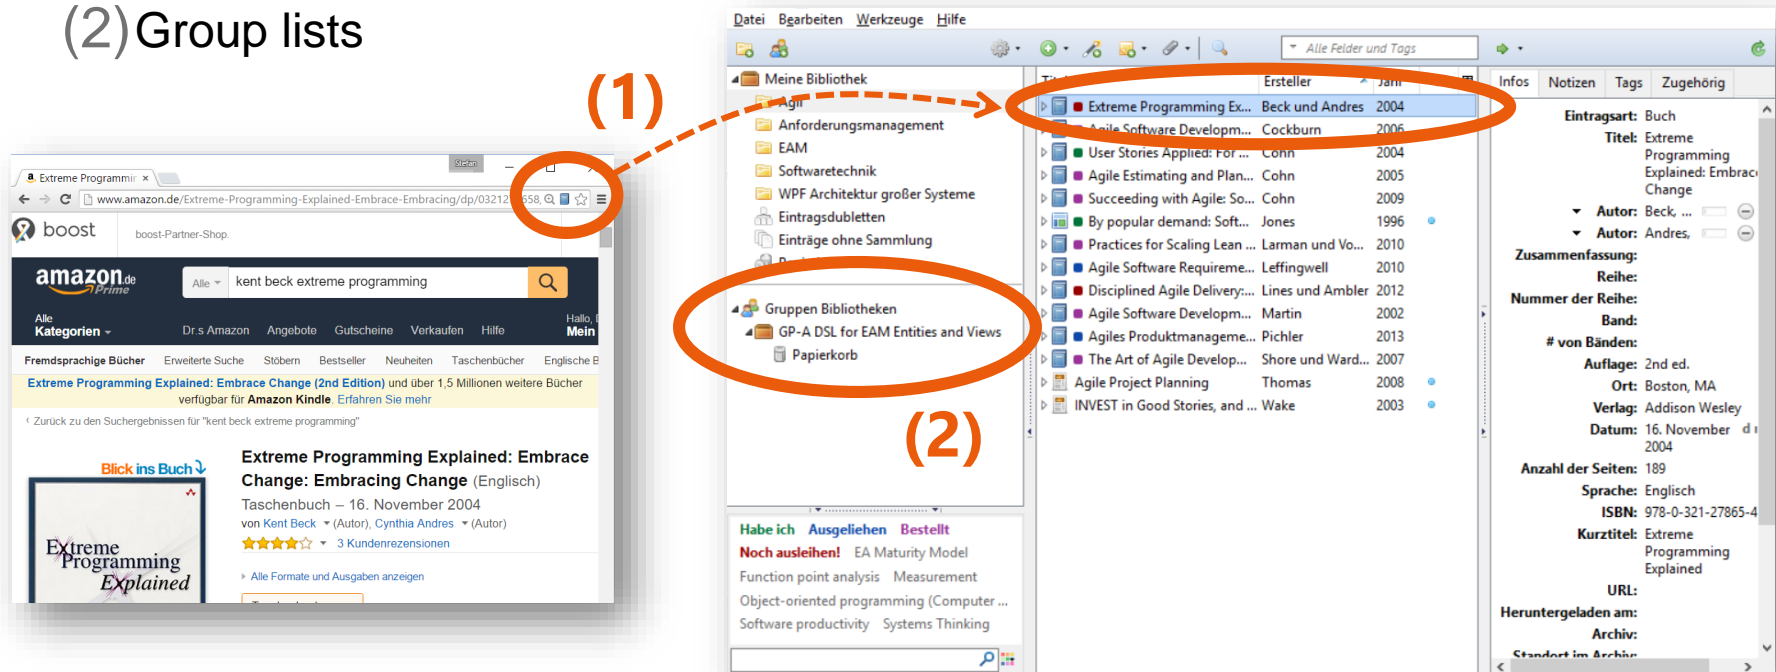 (2) Group lists
(1)
Stefan
Extreme Programmin
www.amazon.de/Extreme-Programming-Explained-Embrace-Embracing/dp/0321
658,
boost
boost-Partner-Shop.
amazon.de
Prime
Alle
kent beck extreme programming
Alle
Kategorien
Dr.s Amazon Angebote Gutscheine Verkaufen Hilfe
Hallo,
Mein
Fremdsprachige Bücher Erweiterte Suche Stöbern Bestseller Neuheiten Taschenbücher Englische B
Extreme Programming Explained: Embrace Change (2nd Edition) und über 1,5 Millionen weitere Bücher
verfügbar für Amazon Kindle. Erfahren Sie mehr
‹ Zurück zu den Suchergebnissen für "kent beck extreme programming"
Blick ins Buch
Extreme
Programming
Explained
Extreme Programming Explained: Embrace
Change: Embracing Change (Englisch)
Taschenbuch – 16. November 2004
von Kent Beck (Autor), Cynthia Andres (Autor)
3 Kundenrezensionen
Alle Formate und Ausgaben anzeigen
Datei Bearbeiten Werkzeuge Hilfe
Alle Felder und Tags
Meine Bibliothek
Agil
Anforderungsmanagement
EAM
Softwaretechnik
WPF Architektur großer Systeme
Eintragsdubletten
Einträge ohne Sammlung
Gruppen Bibliotheken
GP-A DSL for EAM Entities and Views
Papierkorb
(2)
Habe ich Ausgeliehen Bestellt
Noch ausleihen! EA Maturity Model
Function point analysis Measurement
Object-oriented programming (Computer ...
Software productivity Systems Thinking
Ersteller Jahr
Extreme Programming Ex... Beck und Andres 2004
Agile Software Developm... Cockburn 2006
User Stories Applied: For ... Cohn 2004
Agile Estimating and Plan... Cohn 2005
Succeeding with Agile: So... Cohn 2009
By popular demand: Soft... Jones 1996
Practices for Scaling Lean ... Larman und Vo... 2010
Agile Software Requireme... Leffingwell 2010
Disciplined Agile Delivery:... Lines und Ambler 2012
Agile Software Developm... Martin 2002
Agiles Produktmanageme... Pichler 2013
The Art of Agile Develop... Shore und Ward... 2007
Agile Project Planning Thomas 2008
INVEST in Good Stories, and ... Wake 2003
Infos Notizen Tags Zugehörig
Eintragsart: Buch
Titel: Extreme
Programming
Explained: Embrac
Change
Autor: Beck, ...
Autor: Andres,
Zusammenfassung:
Reihe:
Nummer der Reihe:
Band:
# von Bänden:
Auflage: 2nd ed.
Ort: Boston, MA
Verlag: Addison Wesley
Datum: 16. November d
2004
Anzahl der Seiten: 189
Sprache: Englisch
ISBN: 978-0-321-27865-4
Kurztitel: Extreme
Programming
Explained
URL:
Heruntergeladen am:
Archiv:
Standort im Archiv: